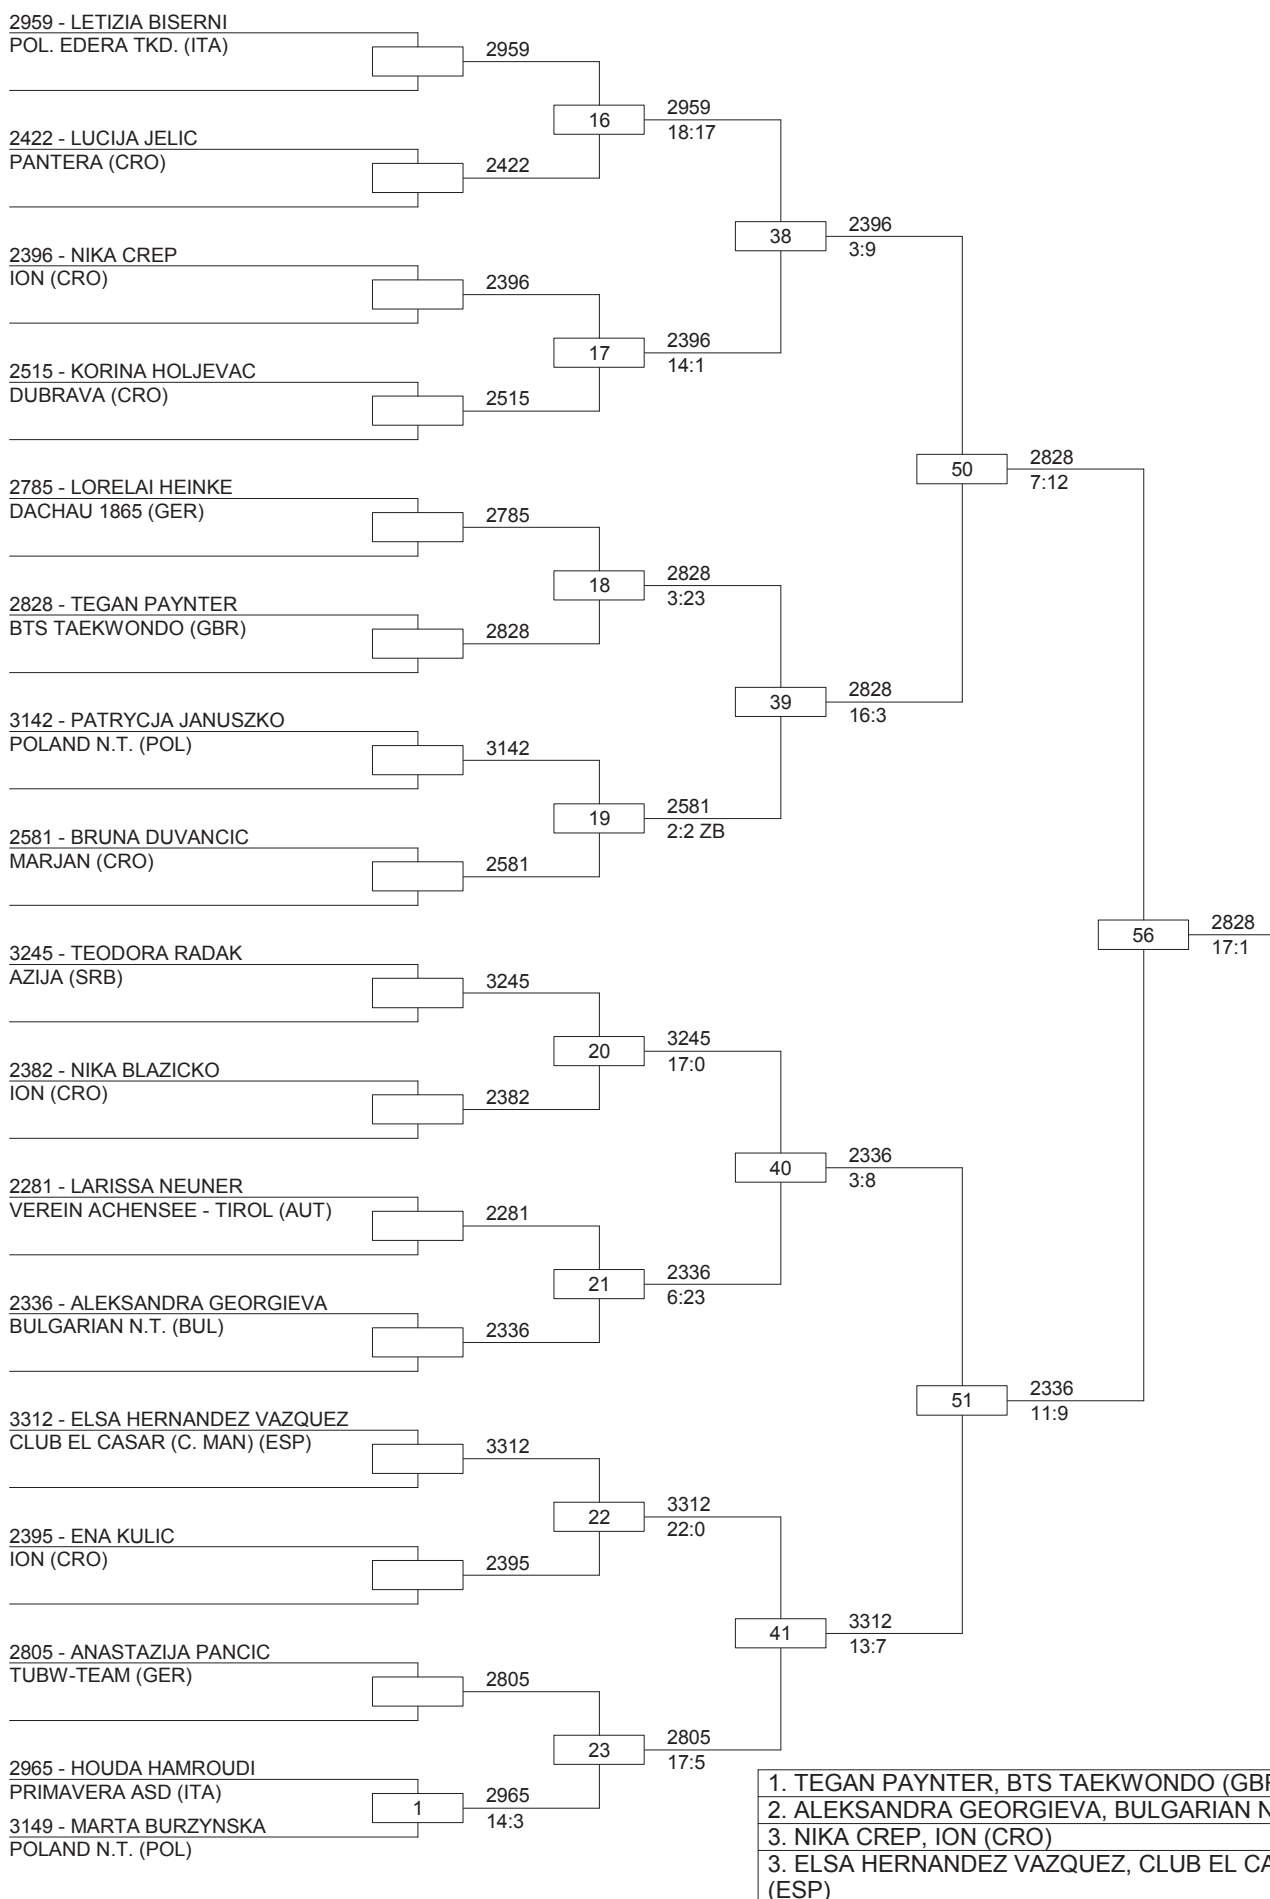 2959 - LETIZIA BISERNI
POL. EDERA TKD. (ITA)
2959
16
2959
18:17
2422 - LUCIJA JELIC
PANTERA (CRO)
2422
38
2396
3:9
2396 - NIKA CREP
ION (CRO)
2396
17
2396
14:1
2515 - KORINA HOLJEVAC
DUBRAVA (CRO)
2515
50
2828
7:12
2785 - LORELAI HEINKE
DACHAU 1865 (GER)
2785
18
2828
3:23
2828 - TEGAN PAYNTER
BTS TAEKWONDO (GBR)
2828
39
2828
16:3
3142 - PATRYCJA JANUSZKO
POLAND N.T. (POL)
3142
19
2581
2:2 ZB
2581 - BRUNA DUVANCIC
MARJAN (CRO)
2581
56
2828
17:1
3245 - TEODORA RADAK
AZIJA (SRB)
3245
20
3245
17:0
2382 - NIKA BLAZICKO
ION (CRO)
2382
40
2336
3:8
2281 - LARISSA NEUNER
VEREIN ACHENSEE - TIROL (AUT)
2281
21
2336
6:23
2336 - ALEKSANDRA GEORGIEVA
BULGARIAN N.T. (BUL)
2336
51
2336
11:9
3312 - ELSA HERNANDEZ VAZQUEZ
CLUB EL CASAR (C. MAN) (ESP)
3312
22
3312
22:0
2395 - ENA KULIC
ION (CRO)
2395
41
3312
13:7
2805 - ANASTAZIJA PANCIC
TUBW-TEAM (GER)
2805
23
2805
17:5
2965 - HOUDA HAMROUDI
PRIMAVERA ASD (ITA)
1
2965
14:3
3149 - MARTA BURZYNSKA
POLAND N.T. (POL)
1. TEGAN PAYNTER, BTS TAEKWONDO (GB
2. ALEKSANDRA GEORGIEVA, BULGARIAN N
3. NIKA CREP, ION (CRO)
3. ELSA HERNANDEZ VAZQUEZ, CLUB EL CA
(ESP)